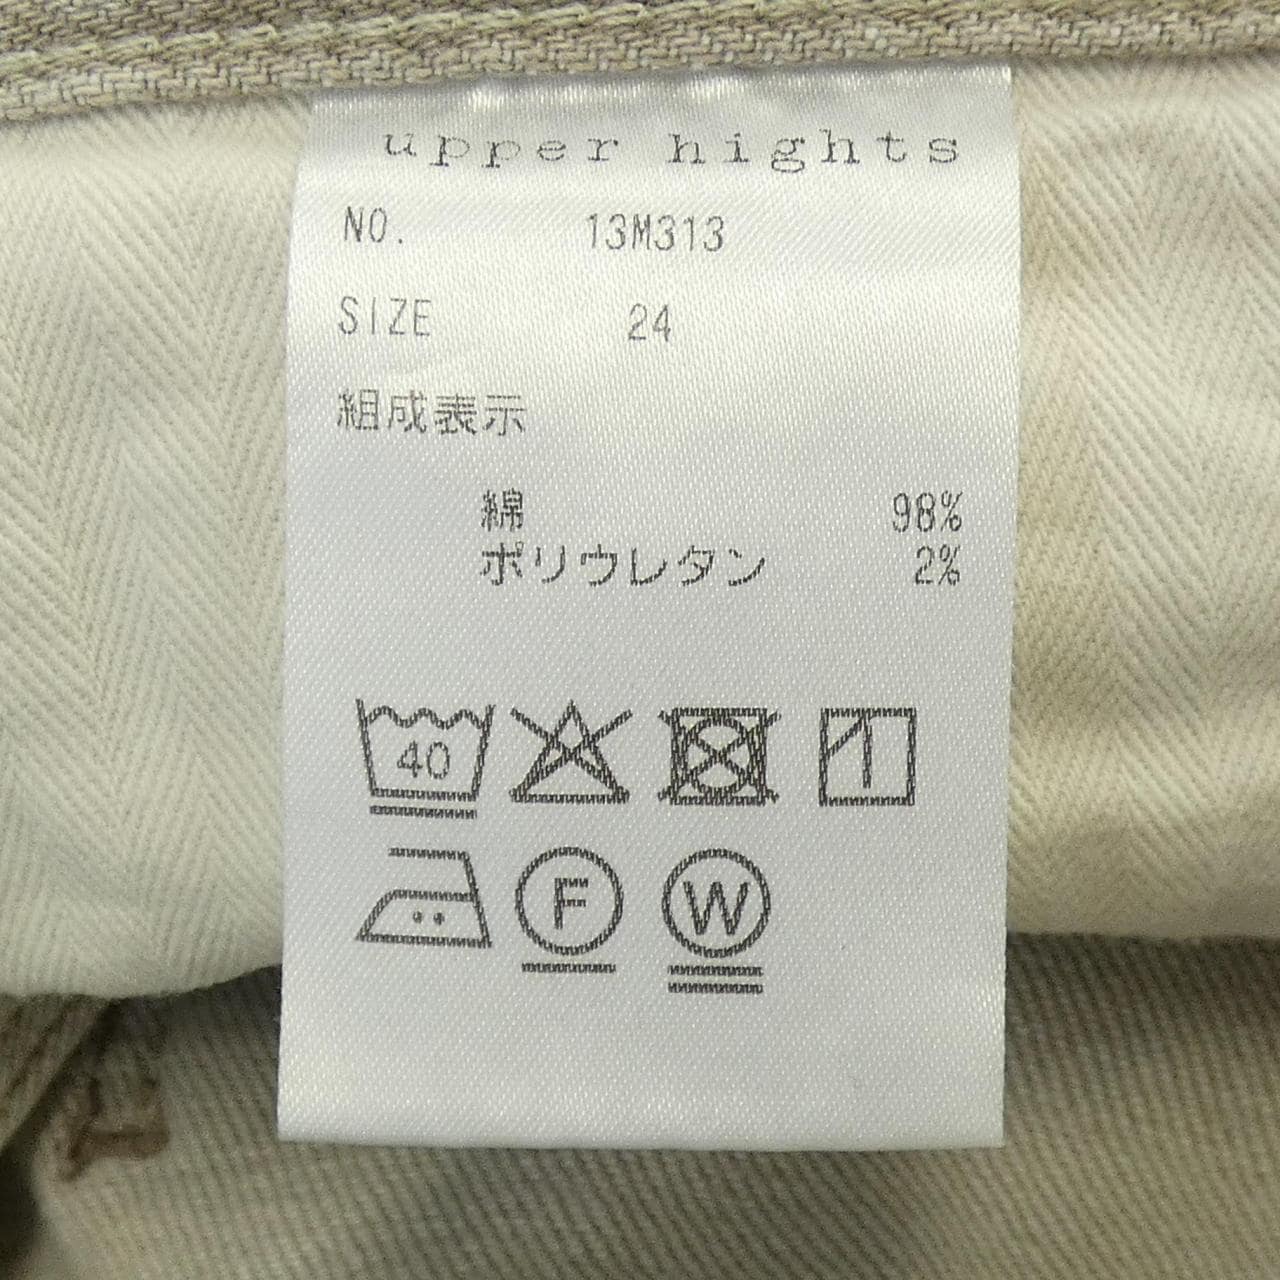 upper hights
NO. 13M313
SIZE 24
組成表示
綿 98%
ポリウレタン 2%
40
F W